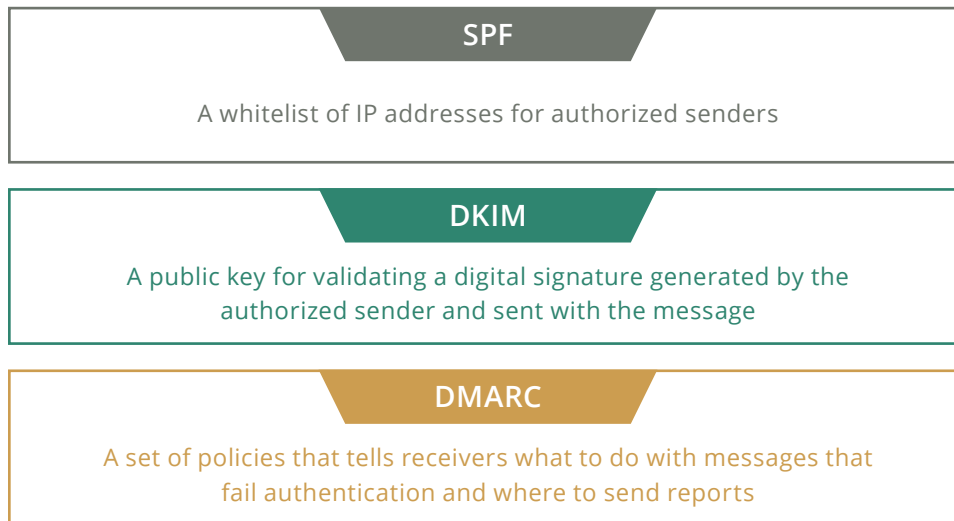 SPF
A whitelist of IP addresses for authorized senders
DKIM
A public key for validating a digital signature generated by the
authorized sender and sent with the message
DMARC
A set of policies that tells receivers what to do with messages that
fail authentication and where to send reports